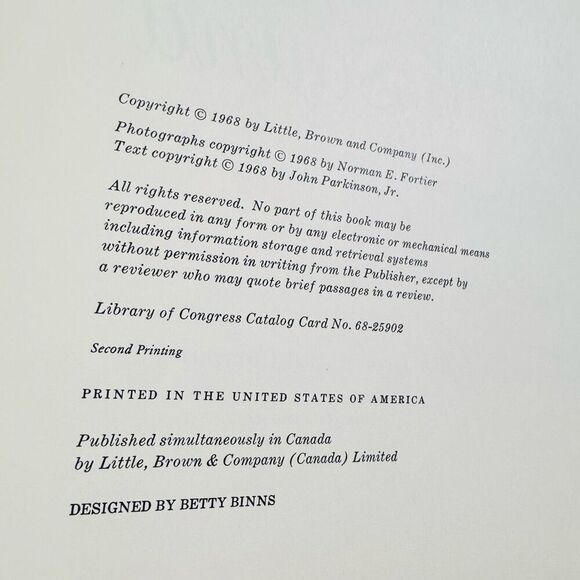 Copyright © 1968 by Little, Brown and Company (Inc.)
Photographs copyright © 1968 by Norman E. Fortier
Text copyright © 1968 by John Parkinson, Jr.
All rights reserved. No part of this book may be
reproduced in any form or by any electronic or mechanical means
including information storage and retrieval systems
without permission in writing from the Publisher, except by
a reviewer who may quote brief passages in a review.
Library of Congress Catalog Card No. 68-25902
Second Printing
PRINTED IN THE UNITED STATES OF AMERICA
Published simultaneously in Canada
by Little, Brown & Company (Canada) Limited
DESIGNED BY BETTY BINNS